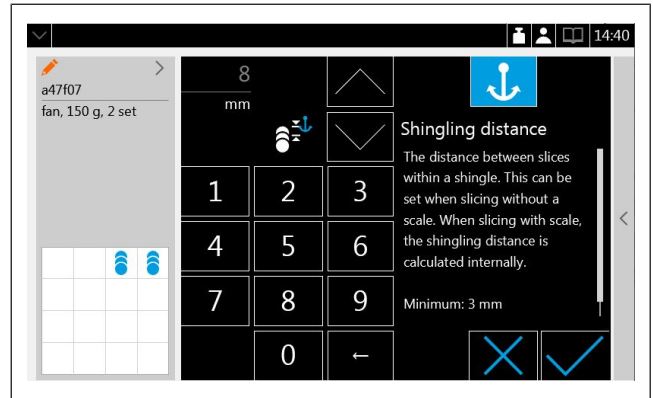 14:40
a47f07
fan, 150 g, 2 set
8
mm
Shingling distance
The distance between slices
within a shingle. This can be
set when slicing without a
scale. When slicing with scale,
the shingling distance is
calculated internally.
Minimum: 3 mm
1 2 3
4 5 6
7 8 9
0 ←